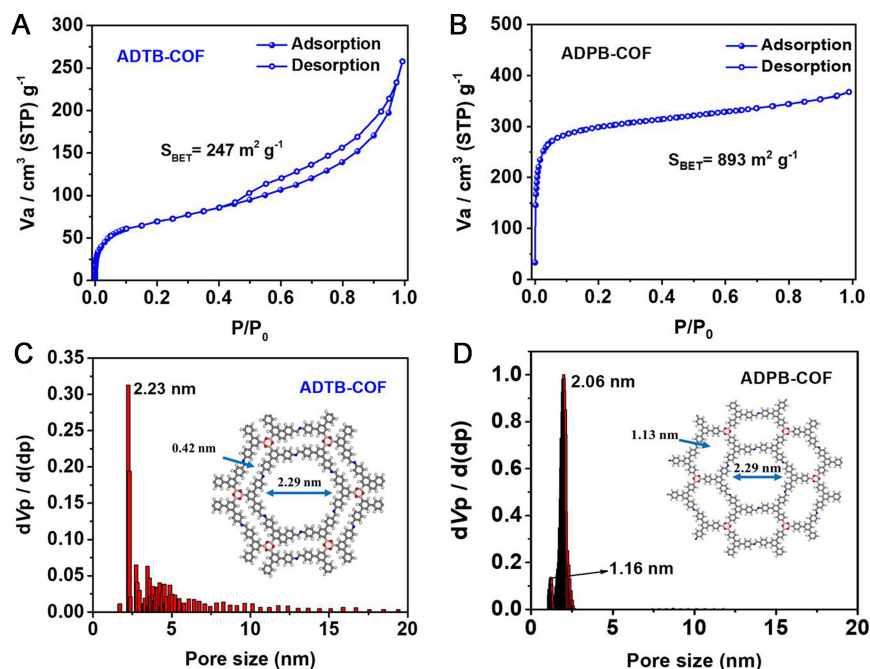 A
ADTB-COF
Adsorption
Desorption
S_BET= 247 m² g⁻¹
Va / cm³ (STP) g⁻¹
300
250
200
150
100
50
0
0.0 0.2 0.4 0.6 0.8 1.0
P/P₀
B
ADPB-COF
Adsorption
Desorption
S_BET= 893 m² g⁻¹
Va / cm³ (STP) g⁻¹
500
400
300
200
100
0
0.0 0.2 0.4 0.6 0.8 1.0
P/P₀
C
2.23 nm
ADTB-COF
0.42 nm
2.29 nm
dVp / d(dp)
0.35
0.30
0.25
0.20
0.15
0.10
0.05
0.00
0 5 10 15 20
Pore size (nm)
D
2.06 nm
ADPB-COF
1.13 nm
2.29 nm
1.16 nm
dVp / d(dp)
1.0
0.8
0.6
0.4
0.2
0.0
0 5 10 15 20
Pore size (nm)